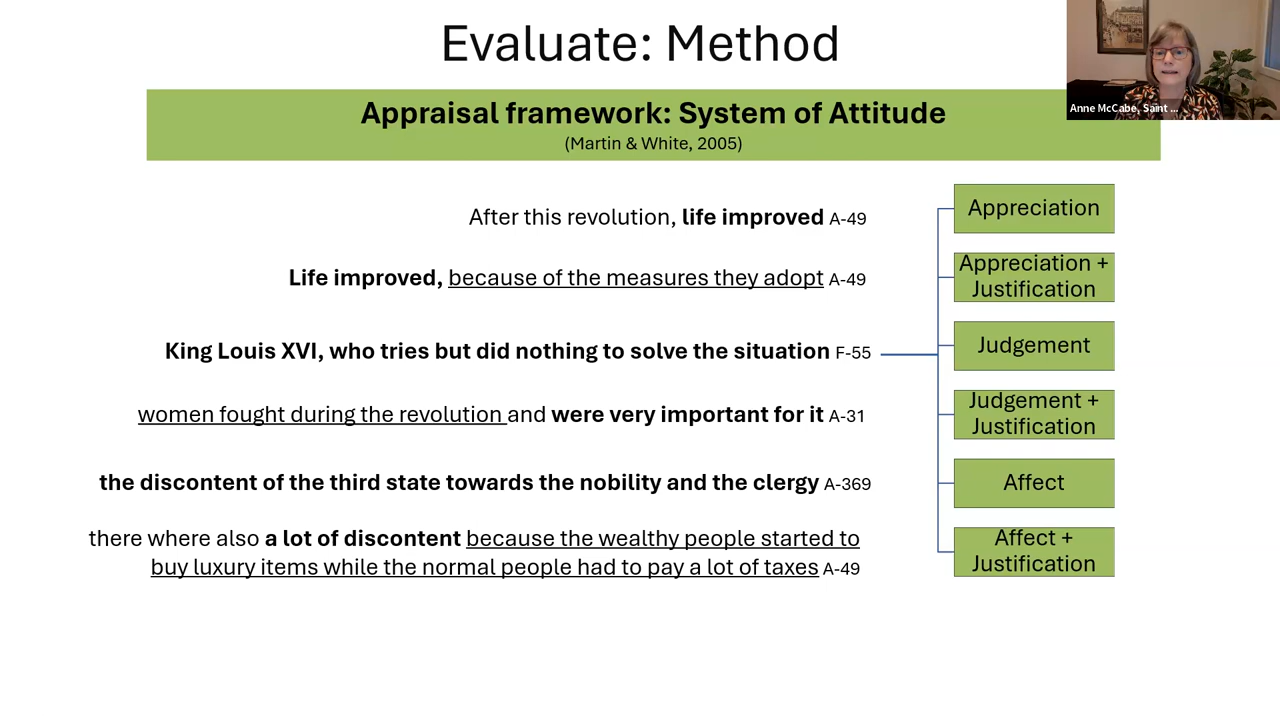 Evaluate: Method
Anne McCabe, Saint ...
Appraisal framework: System of Attitude
(Martin & White, 2005)
After this revolution, life improved A-49
Appreciation
Life improved, because of the measures they adopt A-49
Appreciation +
Justification
King Louis XVI, who tries but did nothing to solve the situation F-55
Judgement
women fought during the revolution and were very important for it A-31
Judgement +
Justification
the discontent of the third state towards the nobility and the clergy A-369
Affect
there where also a lot of discontent because the wealthy people started to
buy luxury items while the normal people had to pay a lot of taxes A-49
Affect +
Justification